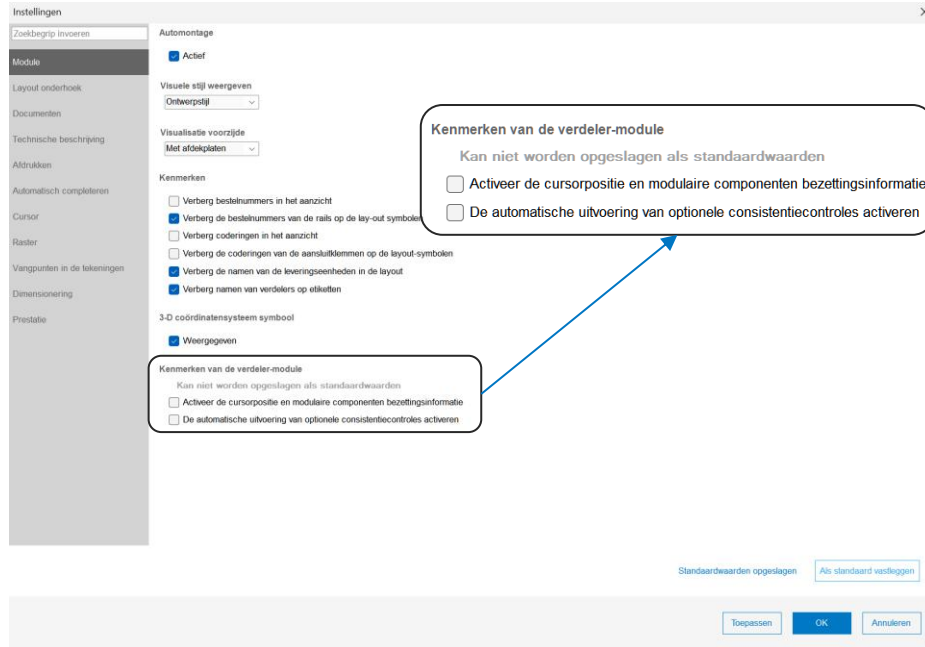 Instellingen
Zoekbegrip invoeren
Module
Layout onderhoek
Documenten
Technische beschrijving
Afdrukken
Automatisch completeren
Cursor
Raster
Vangpunten in de tekeningen
Dimensionering
Prestatie
Automontage
Actief
Visuele stijl weergeven
Ontwerpstijl
Visualisatie voorzijde
Met afdekplaten
Kenmerken
Verberg bestelnummers in het aanzicht
Verberg de bestelnummers van de rails op de lay-out symbolen
Verberg coderingen in het aanzicht
Verberg de coderingen van de aansluitklemmen op de layout-symbolen
Verberg de namen van de leveringseenheden in de layout
Verberg namen van verdelers op etiketten
3-D coördinatensysteem symbool
Weergegeven
Kenmerken van de verdeler-module
Kan niet worden opgeslagen als standaardwaarden
Activeer de cursorpositie en modulaire componenten bezettingsinformatie
De automatische uitvoering van optionele consistentiecontroles activeren
Kenmerken van de verdeler-module
Kan niet worden opgeslagen als standaardwaarden
Activeer de cursorpositie en modulaire componenten bezettingsinformatie
De automatische uitvoering van optionele consistentiecontroles activeren
Standaardwaarden opgeslagen
Als standaard vastleggen
Toepassen
OK
Annuleren